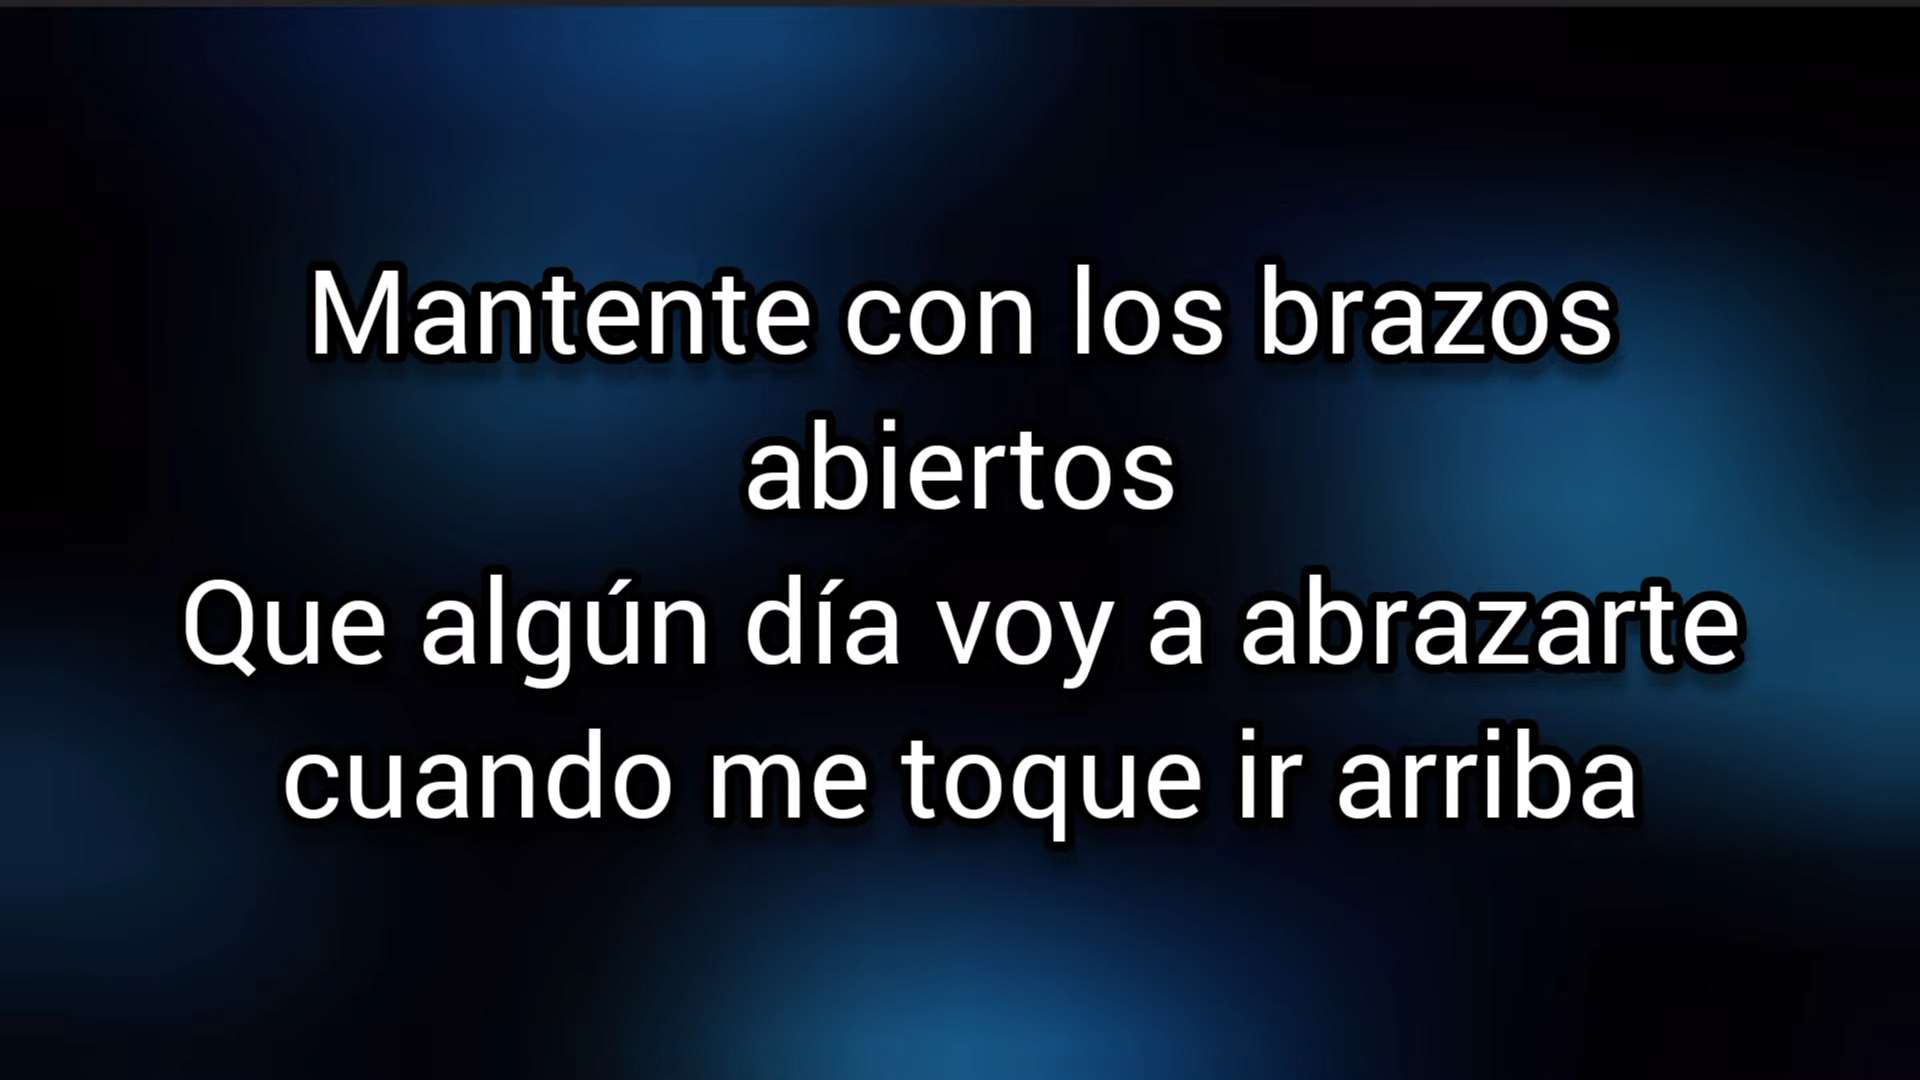 Mantente con los brazos
abiertos
Que algún día voy a abrazarte
cuando me toque ir arriba